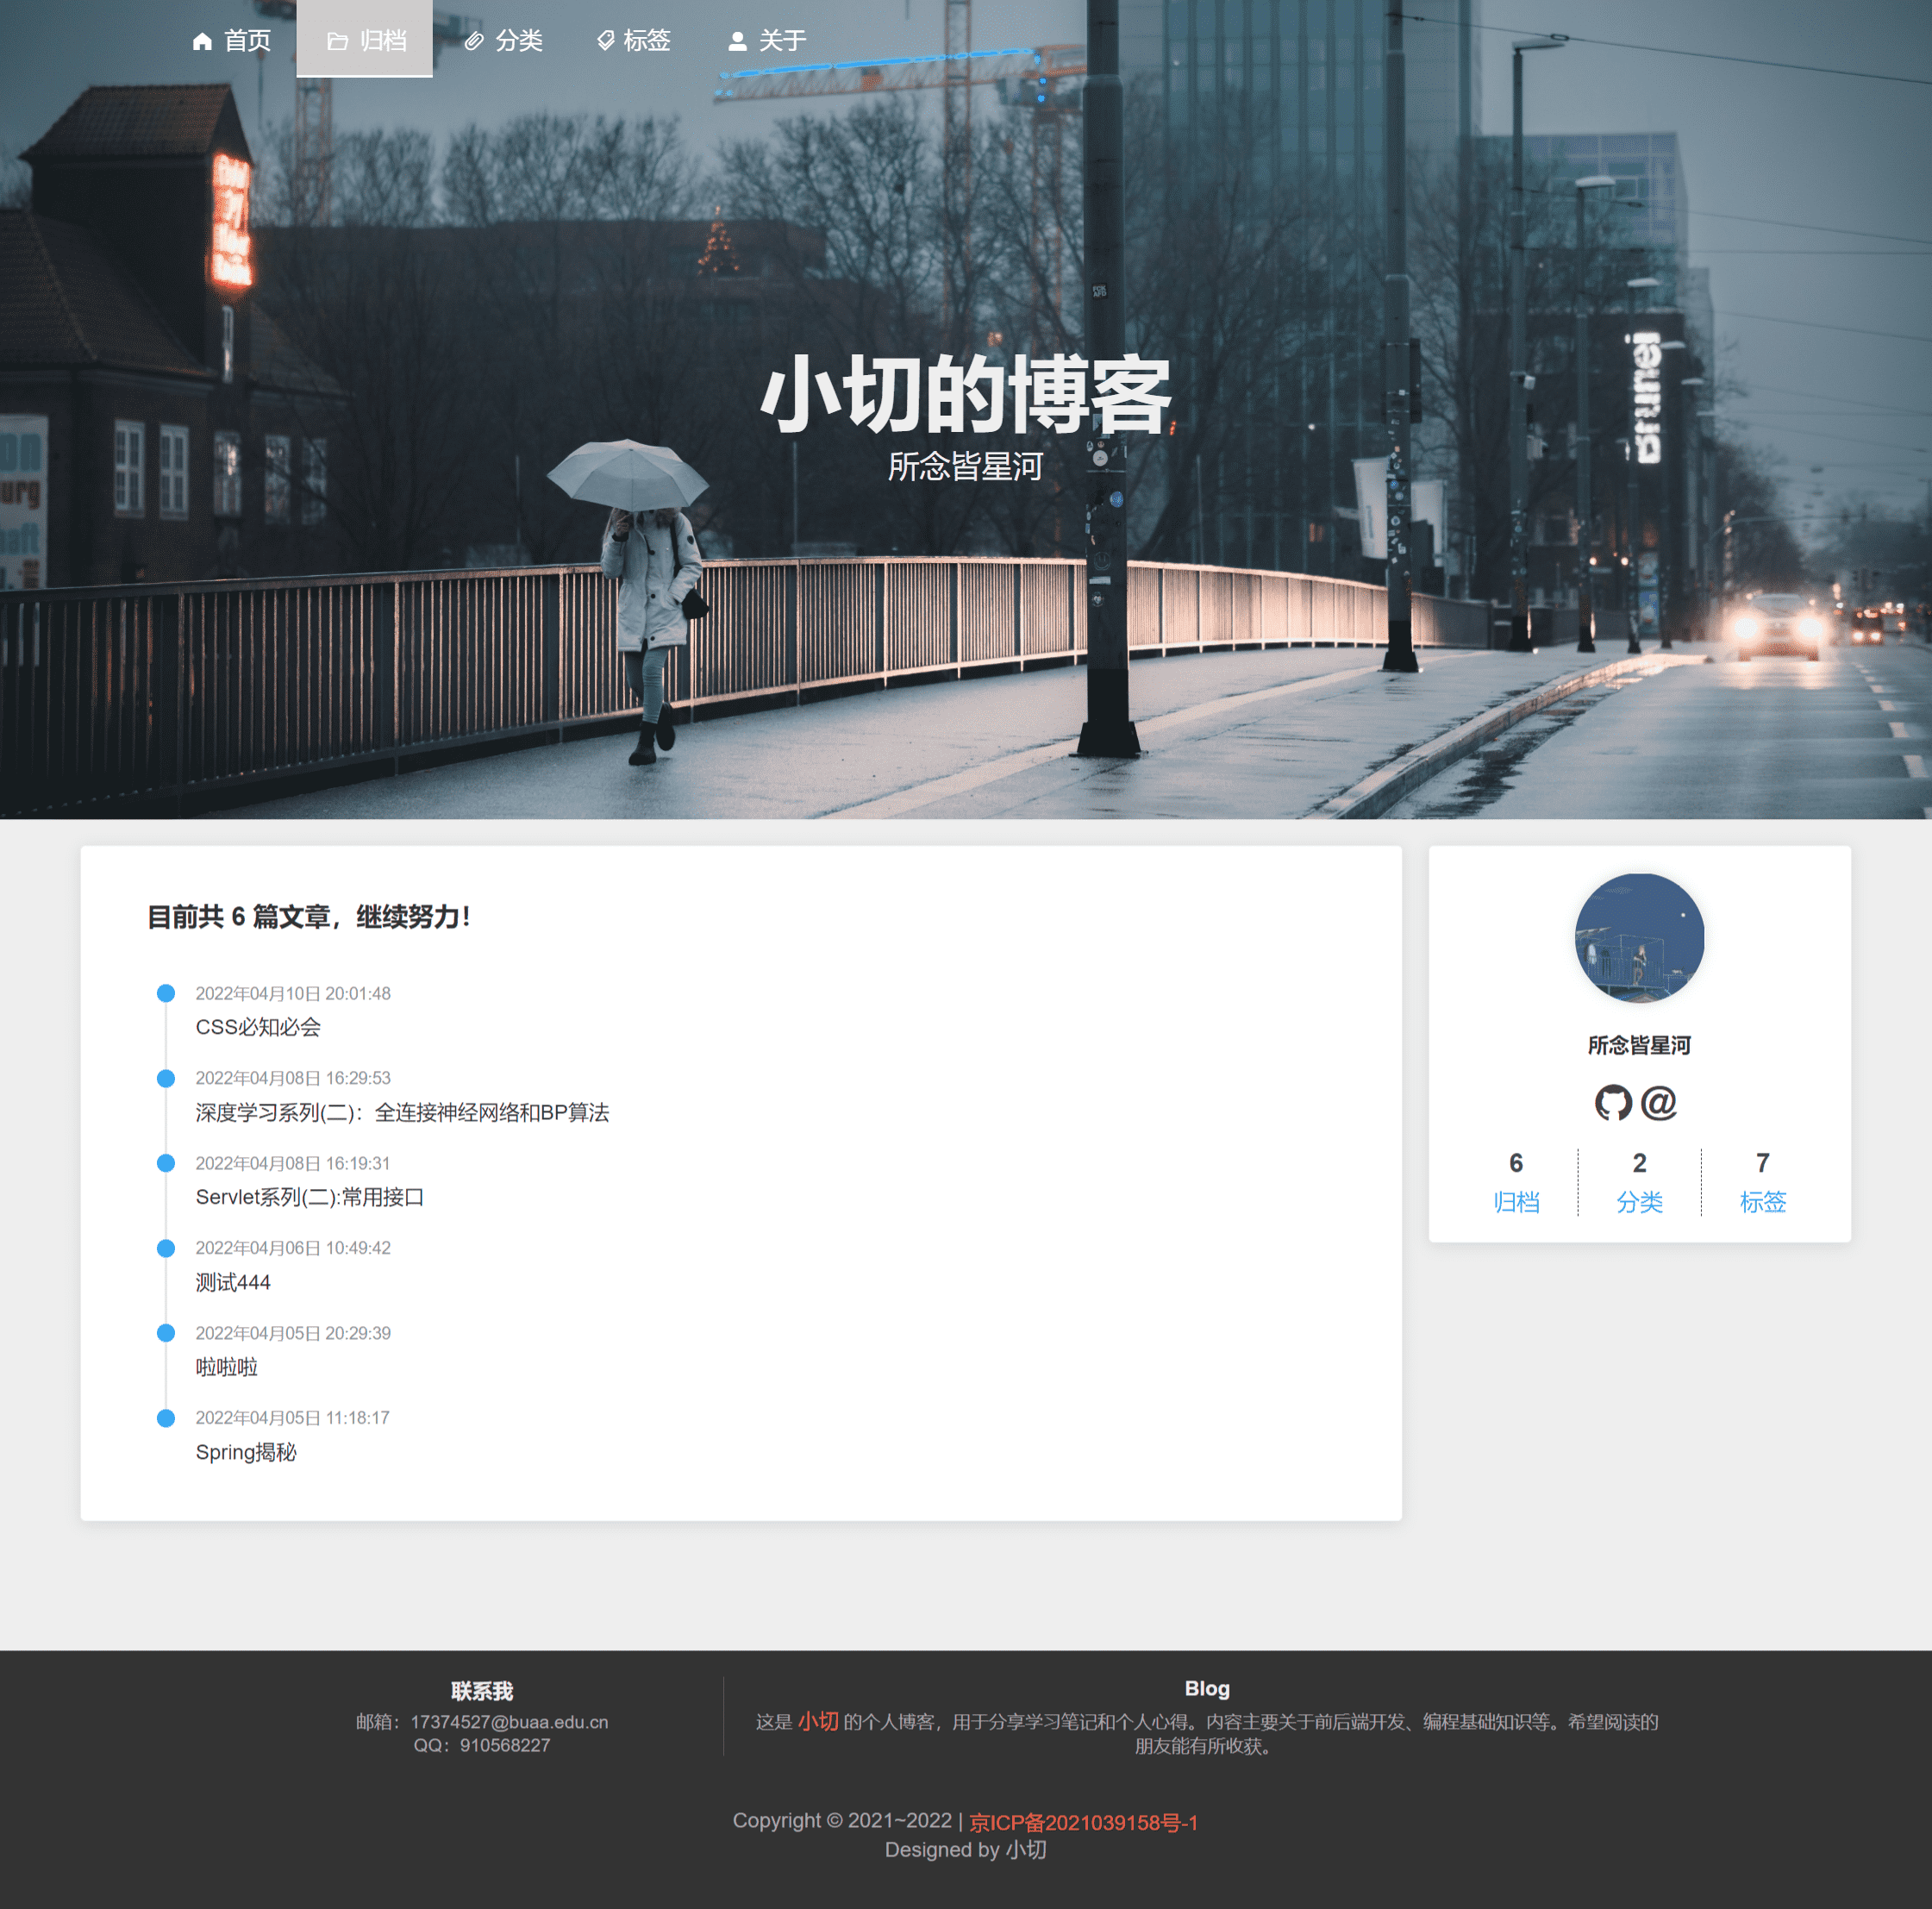 首页 归档 分类 标签 关于
小切的博客
所念皆星河
目前共 6 篇文章，继续努力！
2022年04月10日 20:01:48
CSS必知必会
2022年04月08日 16:29:53
深度学习系列(二)：全连接神经网络和BP算法
2022年04月08日 16:19:31
Servlet系列(二):常用接口
2022年04月06日 10:49:42
测试444
2022年04月05日 20:29:39
啦啦啦
2022年04月05日 11:18:17
Spring揭秘
所念皆星河
6 2 7
归档 分类 标签
联系我
邮箱：17374527@buaa.edu.cn
QQ：910568227
Blog
这是 小切 的个人博客，用于分享学习笔记和个人心得。内容主要关于前后端开发、编程基础知识等。希望阅读的
朋友能有所收获。
Copyright © 2021~2022 | 京ICP备2021039158号-1
Designed by 小切